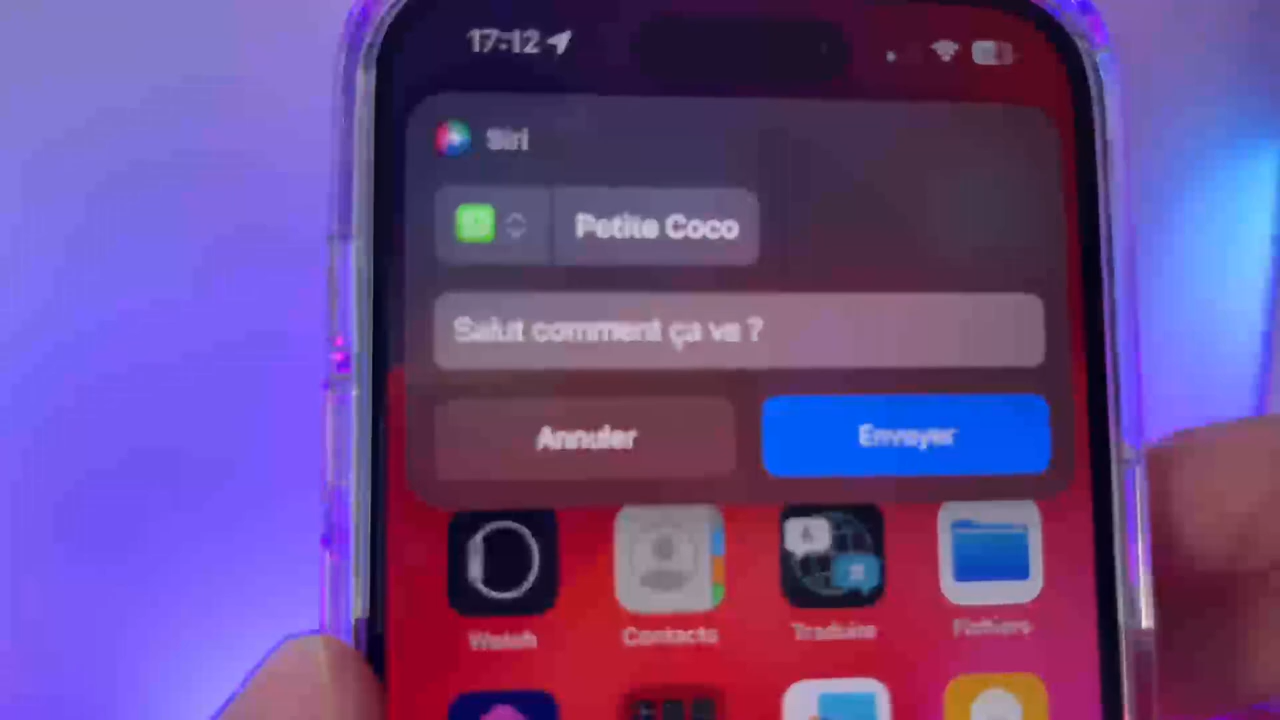 17:12
Siri
Petite Coco
Salut comment ça va ?
Annuler
Envoyer
Watch
Contacts
Traduire
Fichiers